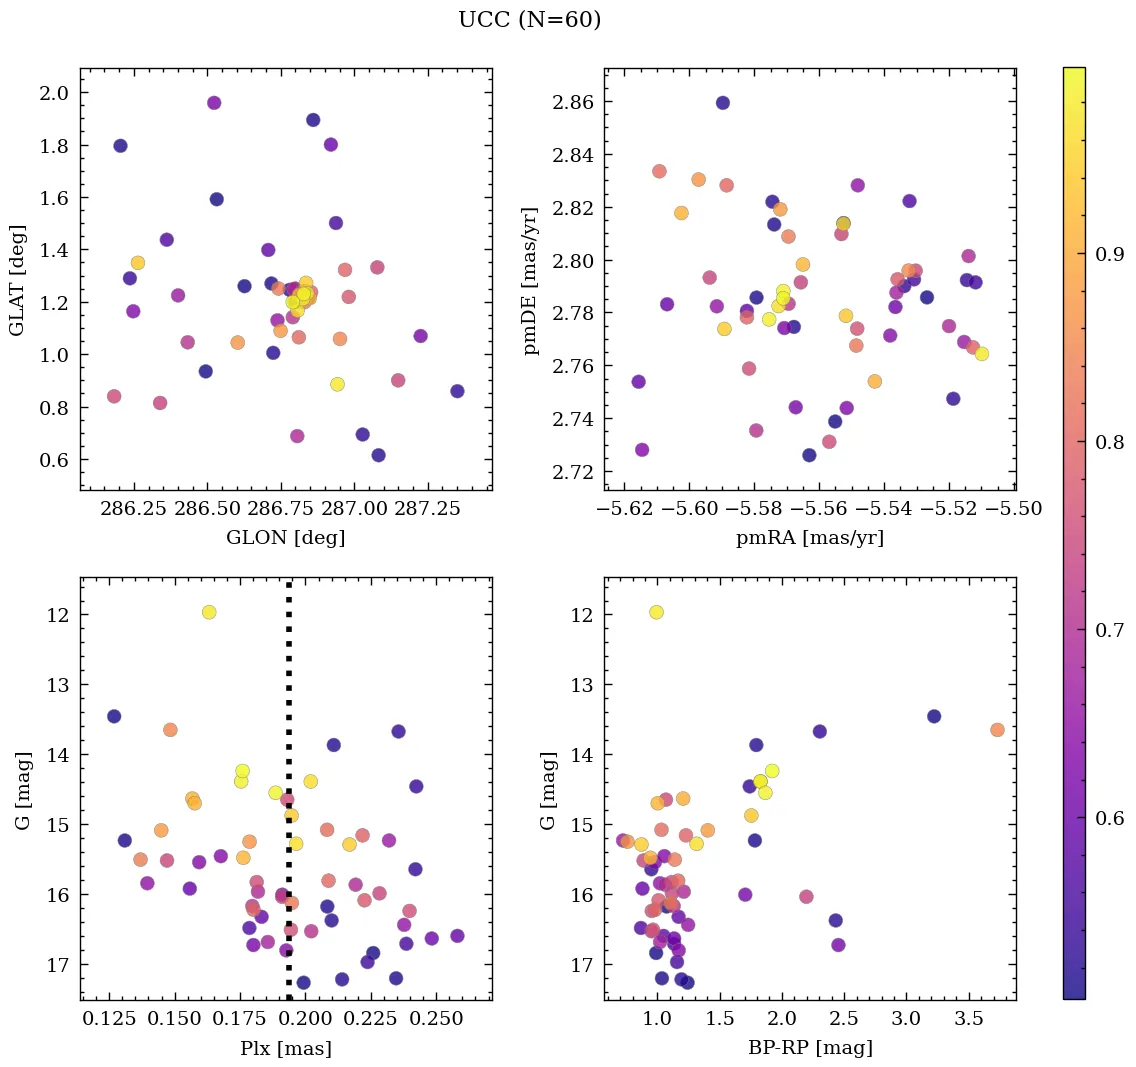 UCC (N=60)
2.0
1.8
1.6
1.4
1.2
1.0
0.8
0.6
GLAT [deg]
286.25 286.50 286.75 287.00 287.25
GLON [deg]
2.86
2.84
2.82
2.80
2.78
2.76
2.74
2.72
pmDE [mas/yr]
−5.62 −5.60 −5.58 −5.56 −5.54 −5.52 −5.50
pmRA [mas/yr]
12
13
14
15
16
17
G [mag]
0.125 0.150 0.175 0.200 0.225 0.250
Plx [mas]
12
13
14
15
16
17
G [mag]
1.0 1.5 2.0 2.5 3.0 3.5
BP-RP [mag]
0.9
0.8
0.7
0.6